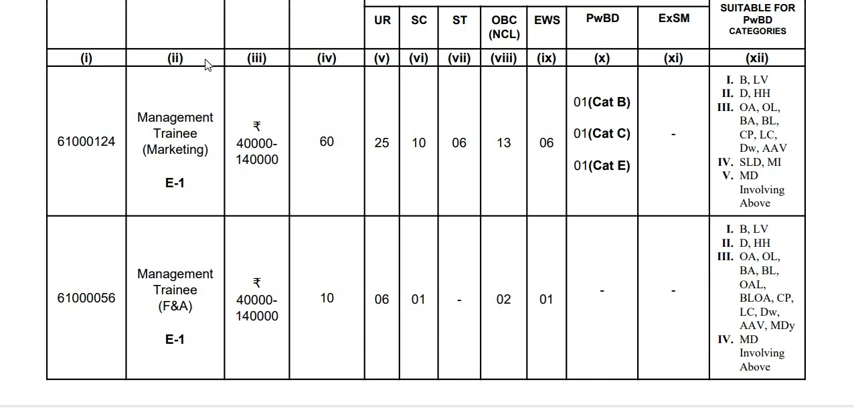 SUITABLE FOR
PwBD
CATEGORIES
UR SC ST OBC (NCL) EWS PwBD ExSM
(i) (ii) (iii) (iv) (v) (vi) (vii) (viii) (ix) (x) (xi) (xii)
61000124
Management
Trainee
(Marketing)
E-1
₹
40000-
140000
60
25
10
06
13
06
01(Cat B)
01(Cat C)
01(Cat E)
-
I. B, LV
II. D, HH
III. OA, OL,
BA, BL,
CP, LC,
Dw, AAV
IV. SLD, MI
V. MD
Involving
Above
61000056
Management
Trainee
(F&A)
E-1
₹
40000-
140000
10
06
01
-
02
01
-
-
I. B, LV
II. D, HH
III. OA, OL,
BA, BL,
OAL,
BLOA, CP,
LC, Dw,
AAV, MDy
IV. MD
Involving
Above